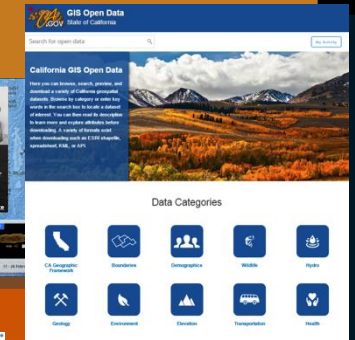 GOV
GIS Open Data
State of California
Search for open data
California GIS Open Data
Here you can browse, search, preview, and
download a variety of California geospatial
datasets. Browse by category or enter key
words in the search box to locate a dataset
of interest. You can then read its description
to learn more and explore attributes before
downloading. A variety of formats exist
when downloading such as ESRI shapefile,
spreadsheet, KML, or API.
Data Categories
CA Geographic
Framework
Boundaries
Demographics
Wildlife
Hydro
Geology
Environment
Elevation
Transportation
Health